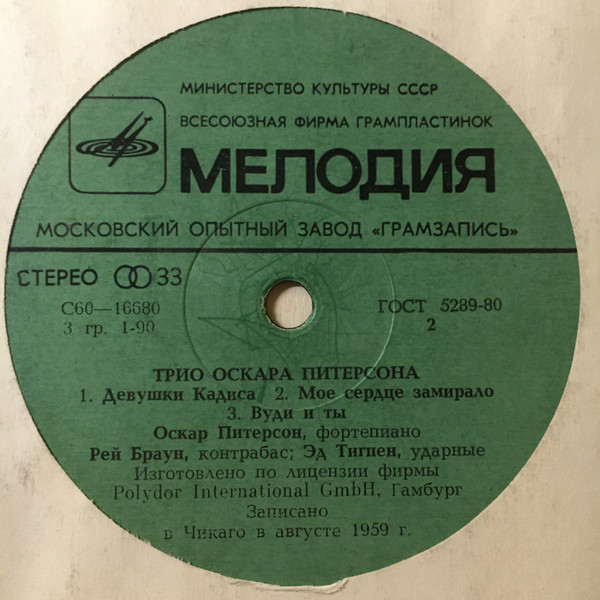 МИНИСТЕРСТВО КУЛЬТУРЫ СССР
ВСЕСОЮЗНАЯ ФИРМА ГРАМПЛАСТИНОК
МЕЛОДИЯ
МОСКОВСКИЙ ОПЫТНЫЙ ЗАВОД «ГРАМЗАПИСЬ»
СТЕРЕО 33
С60—16680
3 гр. 1-90
ГОСТ 5289-80
2
ТРИО ОСКАРА ПИТЕРСОНА
1. Девушки Кадиса 2. Мое сердце замирало
3. Вуди и ты
Оскар Питерсон, фортепиано
Рей Браун, контрабас; Эд Тигпен, ударные
Изготовлено по лицензии фирмы
Polydor International GmbH, Гамбург
Записано
в Чикаго в августе 1959 г.